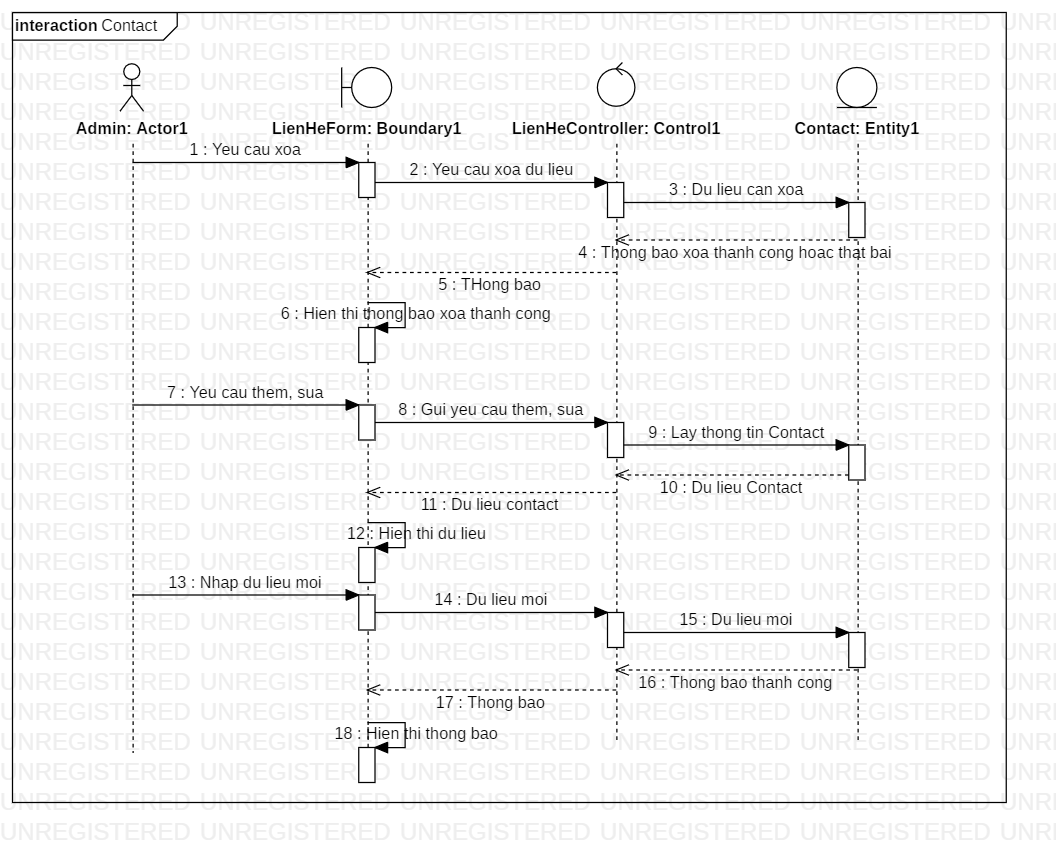 interaction Contact
Admin: Actor1
LienHeForm: Boundary1
LienHeController: Control1
Contact: Entity1
1 : Yeu cau xoa
2 : Yeu cau xoa du lieu
3 : Du lieu can xoa
4 : Thong bao xoa thanh cong hoac that bai
5 : THong bao
6 : Hien thi thong bao xoa thanh cong
7 : Yeu cau them, sua
8 : Gui yeu cau them, sua
9 : Lay thong tin Contact
10 : Du lieu Contact
11 : Du lieu contact
12 : Hien thi du lieu
13 : Nhap du lieu moi
14 : Du lieu moi
15 : Du lieu moi
16 : Thong bao thanh cong
17 : Thong bao
18 : Hien thi thong bao
UNREGISTERED